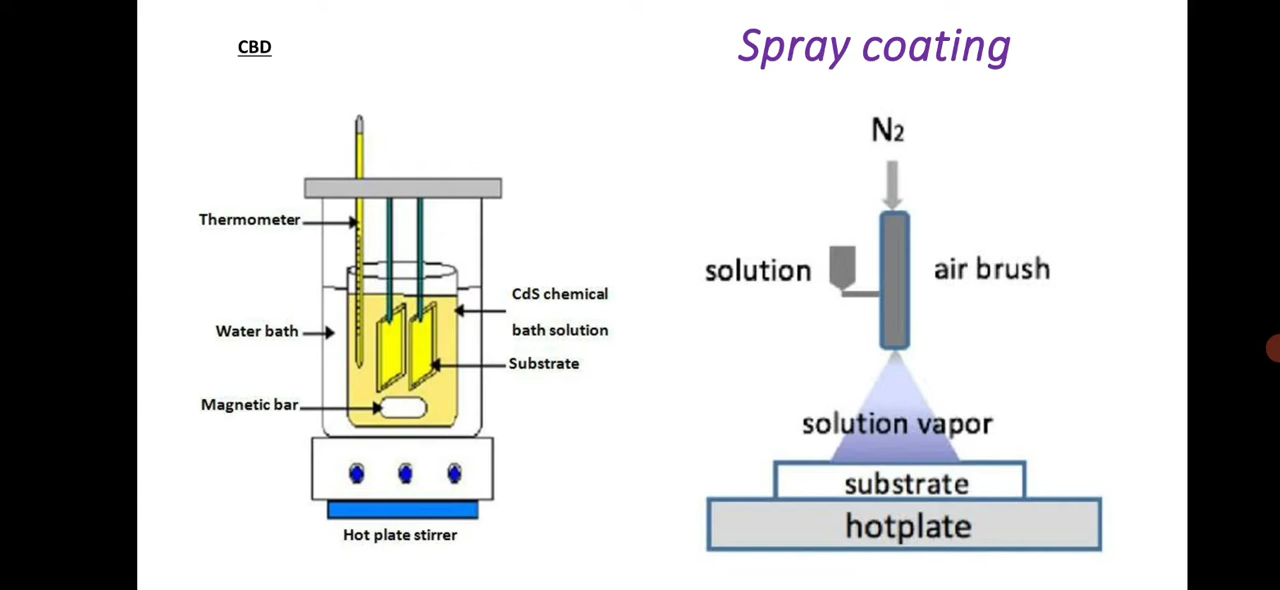 CBD
Spray coating
Thermometer
Water bath
Magnetic bar
CdS chemical
bath solution
Substrate
Hot plate stirrer
N2
solution
air brush
solution vapor
substrate
hotplate